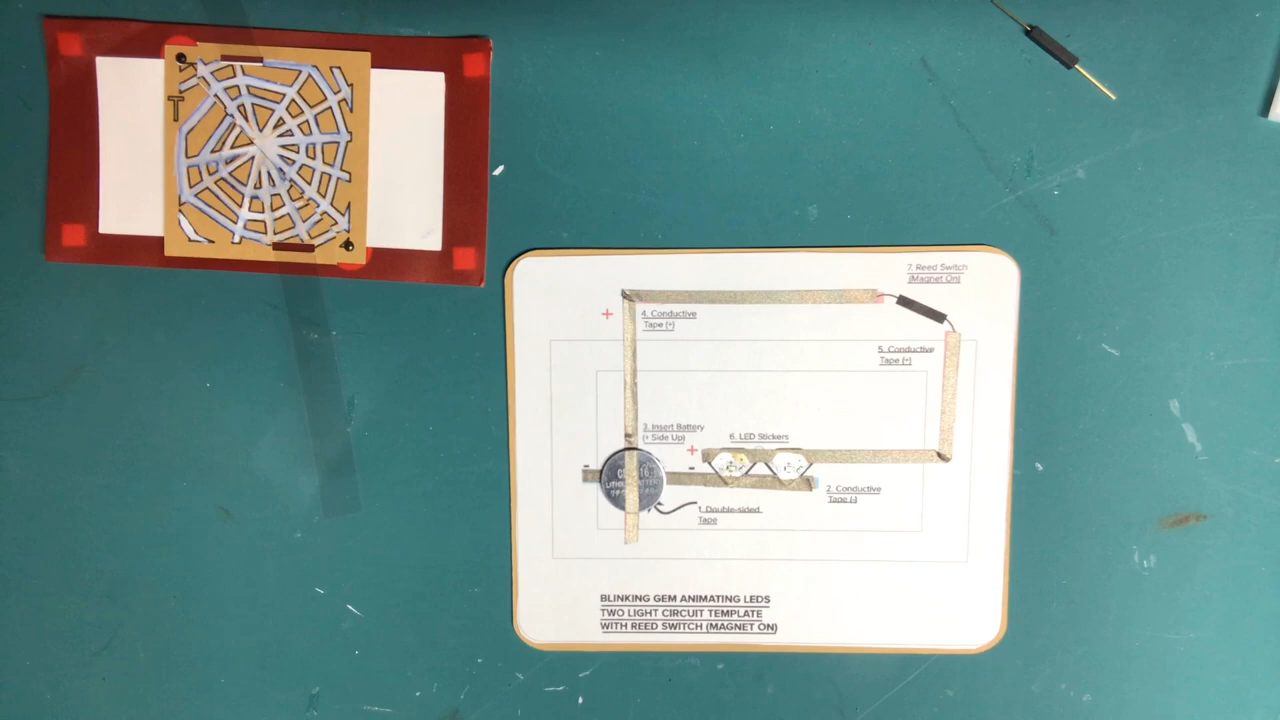 T
7. Reed Switch
(Magnet On)
+
4. Conductive
Tape (+)
5. Conductive
Tape (+)
3. Insert Battery
(+ Side Up)
+
6. LED Stickers
-
-
LITHIUM BATTERY
2. Conductive
Tape (-)
1. Double-sided
Tape
BLINKING GEM ANIMATING LEDS
TWO LIGHT CIRCUIT TEMPLATE
WITH REED SWITCH (MAGNET ON)